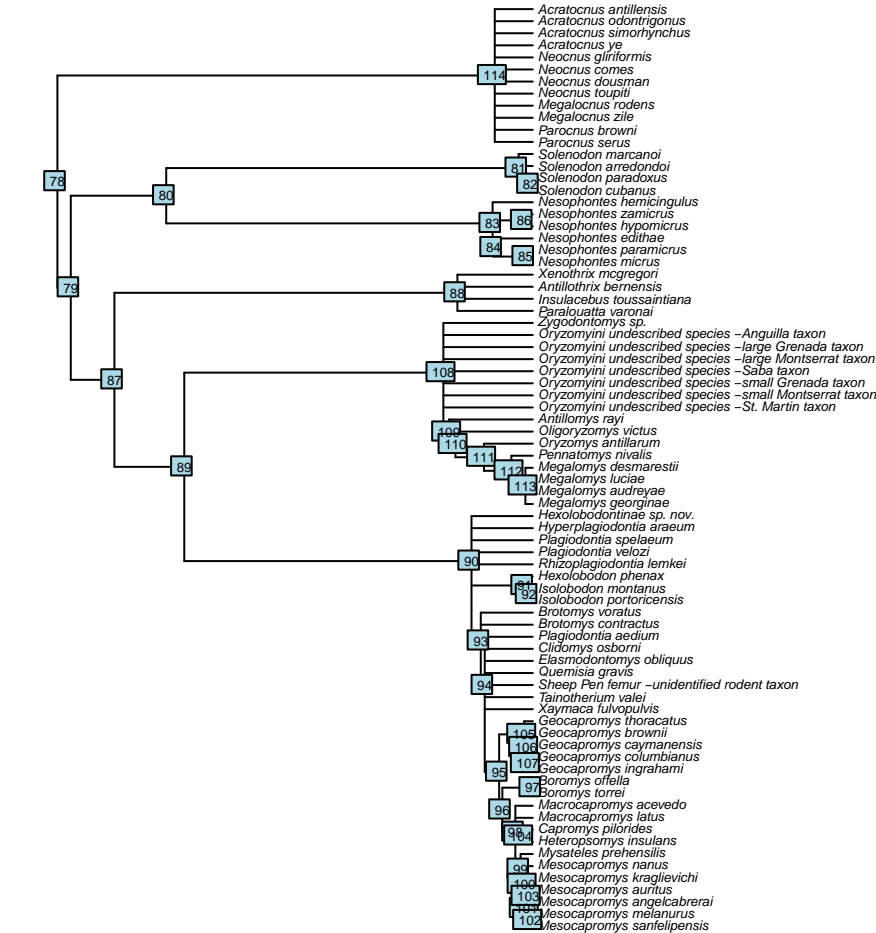 Acratocnus antillensis
Acratocnus odontrigonus
Acratocnus simorhynchus
Acratocnus ye
Neocnus gliriformis
Neocnus comes
114
Neocnus dousman
Neocnus toupiti
Megalocnus rodens
Megalocnus zile
Parocnus browni
Parocnus serus
Solenodon marcanoi
Solenodon arredondoi
81
Solenodon paradoxus
78
82
Solenodon cubanus
80
Nesophontes hemicingulus
Nesophontes zamicrus
86
83
Nesophontes hypomicrus
Nesophontes edithae
84
Nesophontes paramicrus
85
Nesophontes micrus
Xenothrix mcgregori
79
Antillothrix bernensis
88
Insulacebus toussaintiana
Paralouatta varonai
Zygodontomys sp.
Oryzomyini undescribed species −Anguilla taxon
Oryzomyini undescribed species −large Grenada taxon
Oryzomyini undescribed species −large Montserrat taxon
108
Oryzomyini undescribed species −Saba taxon
87
Oryzomyini undescribed species −small Grenada taxon
Oryzomyini undescribed species −small Montserrat taxon
Oryzomyini undescribed species −St. Martin taxon
Antillomys rayi
109
Oligoryzomys victus
110
Oryzomys antillarum
111
Pennatomys nivalis
89
112
Megalomys desmarestii
Megalomys luciae
113
Megalomys audreyae
Megalomys georginae
Hexolobodontinae sp. nov.
Hyperplagiodontia araeum
Plagiodontia spelaeum
Plagiodontia velozi
90
Rhizoplagiodontia lemkei
Hexolobodon phenax
91
Isolobodon montanus
92
Isolobodon portoricensis
Brotomys voratus
Brotomys contractus
93
Plagiodontia aedium
Clidomys osborni
Elasmodontomys obliquus
Quemisia gravis
94
Sheep Pen femur −unidentified rodent taxon
Tainotherium valei
Xaymaca fulvopulvis
Geocapromys thoracatus
105
Geocapromys brownii
106
Geocapromys caymanensis
107
Geocapromys columbianus
95
Geocapromys ingrahami
Boromys offella
97
Boromys torrei
96
Macrocapromys acevedo
Macrocapromys latus
98
Capromys pilorides
104
Heteropsomys insulans
Mysateles prehensilis
99
Mesocapromys nanus
Mesocapromys kraglievichi
100
Mesocapromys auritus
103
Mesocapromys angelcabrerai
101
Mesocapromys melanurus
102
Mesocapromys sanfelipensis